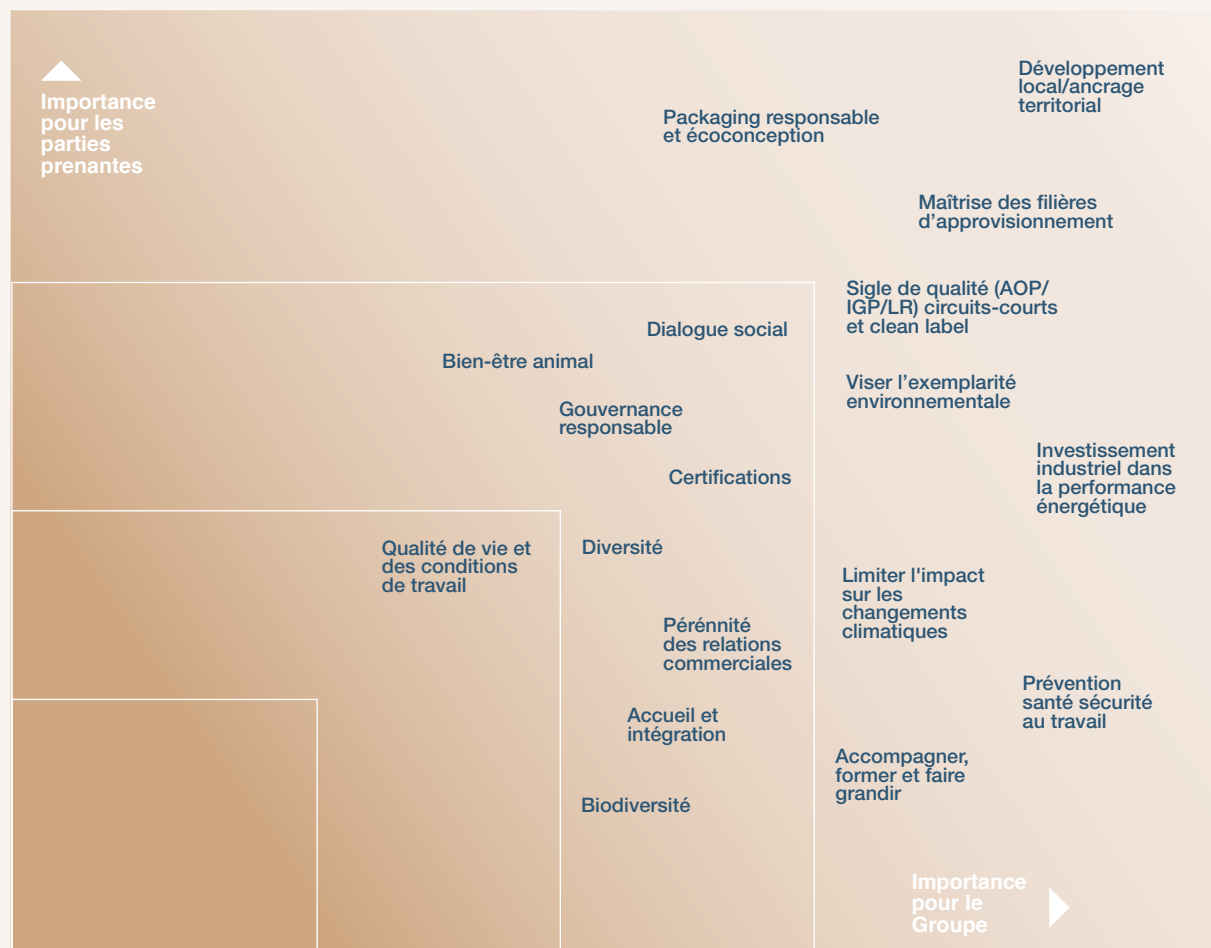 Importance
pour les
parties
prenantes
Développement
local/ancrage
territorial
Packaging responsable
et écoconception
Maîtrise des filières
d’approvisionnement
Sigle de qualité (AOP/
IGP/LR) circuits-courts
et clean label
Dialogue social
Bien-être animal
Viser l’exemplarité
environnementale
Gouvernance
responsable
Investissement
industriel dans
la performance
énergétique
Certifications
Qualité de vie et
des conditions
de travail
Diversité
Limiter l'impact
sur les
changements
climatiques
Pérénnité
des relations
commerciales
Prévention
santé sécurité
au travail
Accueil et
intégration
Accompagner,
former et faire
grandir
Biodiversité
Importance
pour le
Groupe